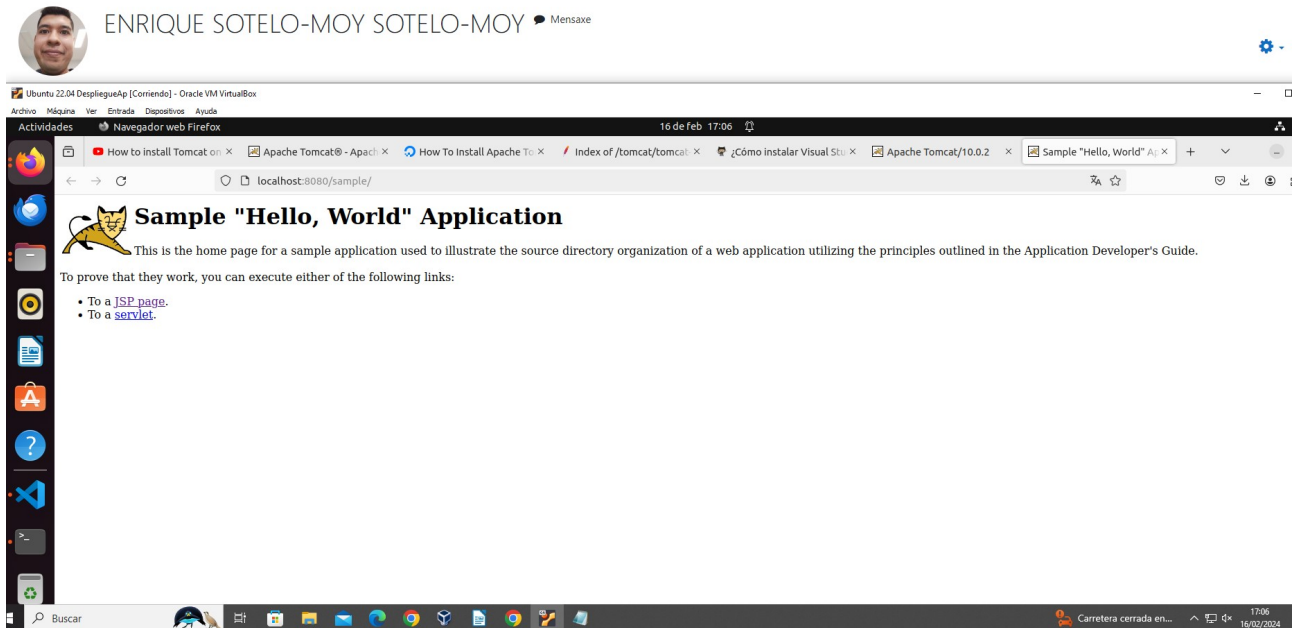 ENRIQUE SOTELO-MOY SOTELO-MOY Mensaxe
Ubuntu 22.04 DespliegueAp [Corriendo] - Oracle VM VirtualBox
Archivo Máquina Ver Entrada Dispositivos Ayuda
Actividades Navegador web Firefox 16 de feb 17:06
How to install Tomcat on Apache Tomcat® - Apach How To Install Apache To Index of /tomcat/tomcat- ¿Cómo instalar Visual Stu Apache Tomcat/10.0.2 Sample "Hello, World" Ap
localhost:8080/sample/
Sample "Hello, World" Application
This is the home page for a sample application used to illustrate the source directory organization of a web application utilizing the principles outlined in the Application Developer's Guide.
To prove that they work, you can execute either of the following links:
• To a JSP page.
• To a servlet.
Buscar Carretera cerrada en... 17:06
16/02/2024